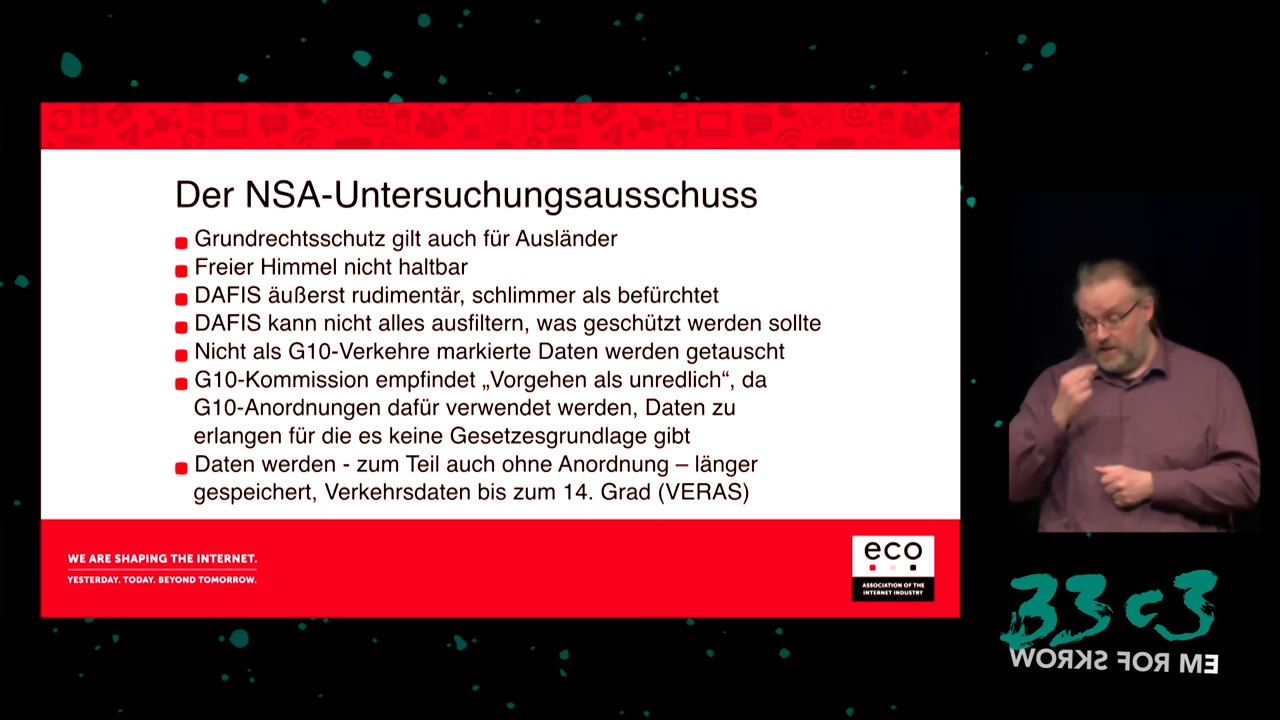 Der NSA-Untersuchungsausschuss
Grundrechtsschutz gilt auch für Ausländer
Freier Himmel nicht haltbar
DAFIS äußerst rudimentär, schlimmer als befürchtet
DAFIS kann nicht alles ausfiltern, was geschützt werden sollte
Nicht als G10-Verkehre markierte Daten werden getauscht
G10-Kommission empfindet „Vorgehen als unredlich“, da
G10-Anordnungen dafür verwendet werden, Daten zu
erlangen für die es keine Gesetzesgrundlage gibt
Daten werden - zum Teil auch ohne Anordnung – länger
gespeichert, Verkehrsdaten bis zum 14. Grad (VERAS)
WE ARE SHAPING THE INTERNET.
YESTERDAY. TODAY. BEYOND TOMORROW.
eco
ASSOCIATION OF THE
INTERNET INDUSTRY
33c3
WORKS FOR ME